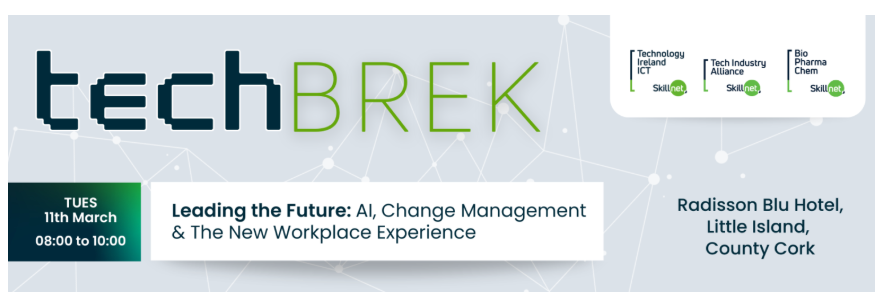 techBREK
Technology
Ireland
ICT
Skillnet
Tech Industry
Alliance
Skillnet
Bio
Pharma
Chem
Skillnet
TUES
11th March
08:00 to 10:00
Leading the Future: AI, Change Management
& The New Workplace Experience
Radisson Blu Hotel,
Little Island,
County Cork